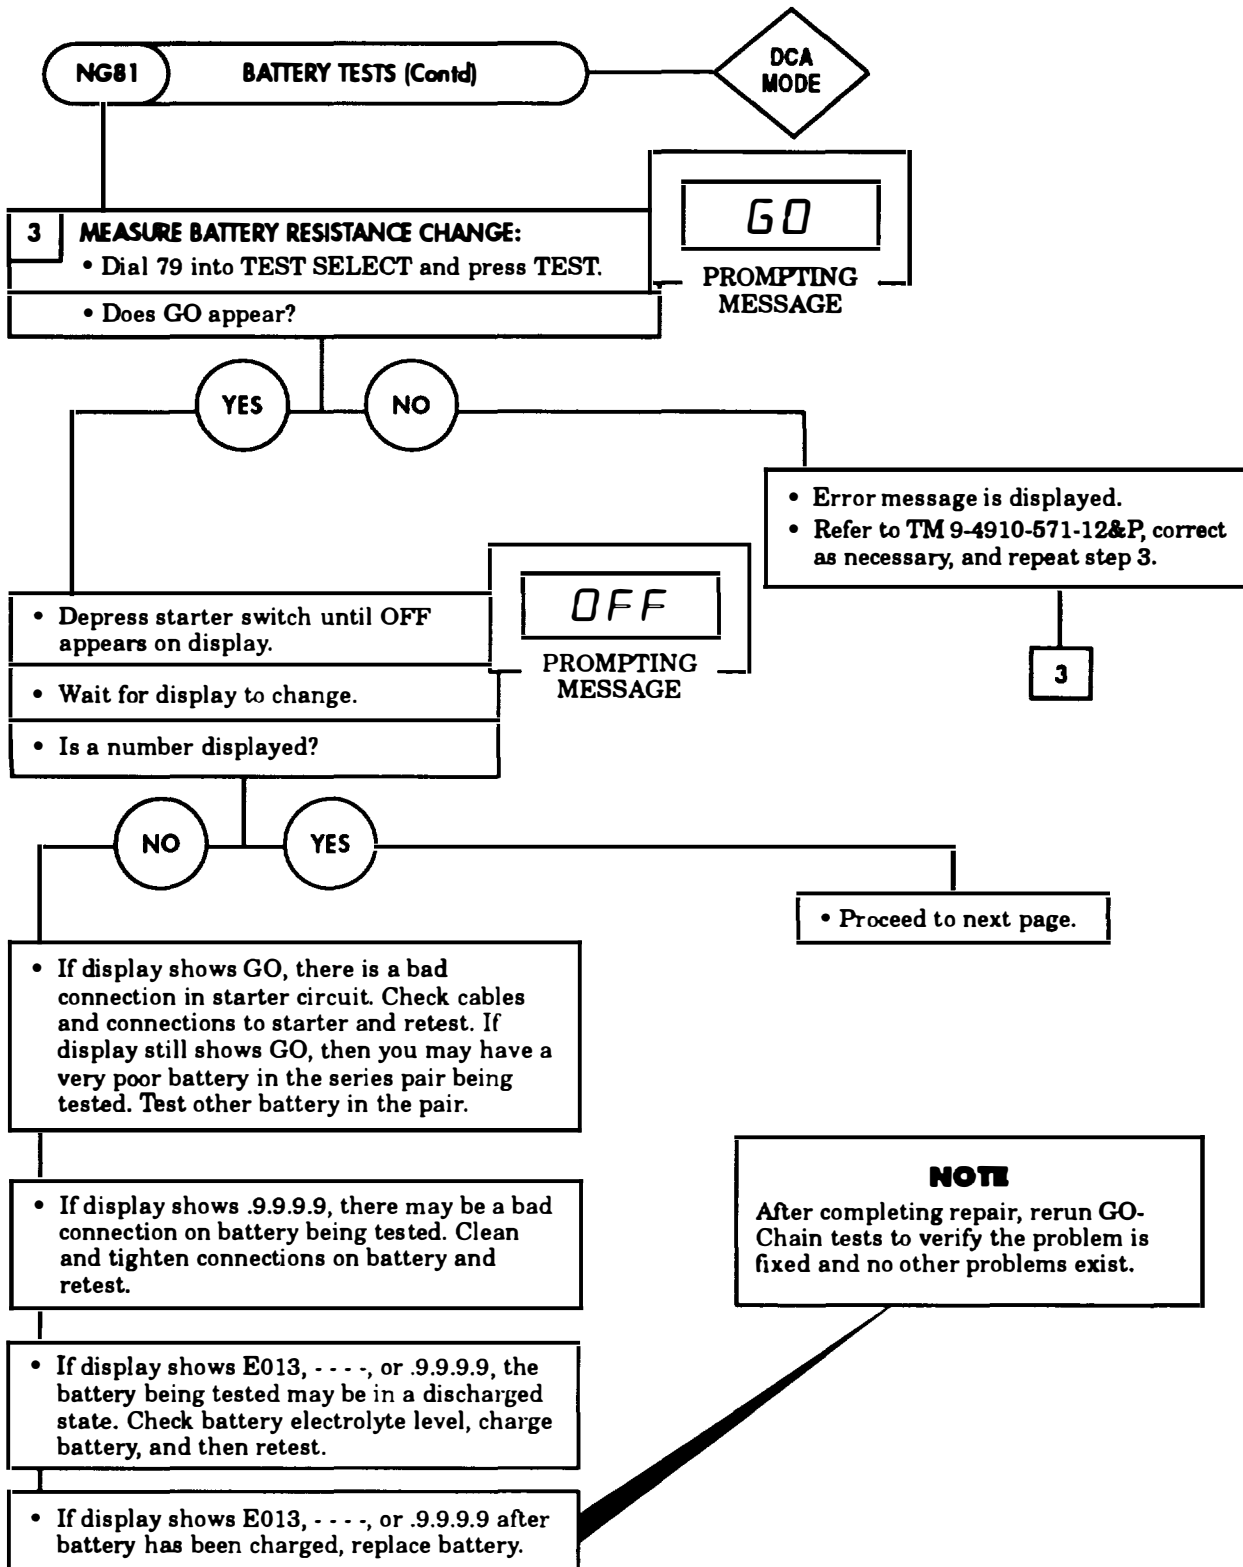 NG81
BATTERY TESTS (Contd)
DCA
MODE
GO
PROMPTING
MESSAGE
3
MEASURE BATTERY RESISTANCE CHANGE:
• Dial 79 into TEST SELECT and press TEST.
• Does GO appear?
YES
NO
• Error message is displayed.
• Refer to TM 9-4910-571-12&P, correct
as necessary, and repeat step 3.
3
OFF
PROMPTING
MESSAGE
• Depress starter switch until OFF
appears on display.
• Wait for display to change.
• Is a number displayed?
NO
YES
• Proceed to next page.
• If display shows GO, there is a bad
connection in starter circuit. Check cables
and connections to starter and retest. If
display still shows GO, then you may have a
very poor battery in the series pair being
tested. Test other battery in the pair.
• If display shows .9.9.9.9, there may be a bad
connection on battery being tested. Clean
and tighten connections on battery and
retest.
NOTE
After completing repair, rerun GO-
Chain tests to verify the problem is
fixed and no other problems exist.
• If display shows E013, - - - -, or .9.9.9.9, the
battery being tested may be in a discharged
state. Check battery electrolyte level, charge
battery, and then retest.
• If display shows E013, - - - -, or .9.9.9.9 after
battery has been charged, replace battery.